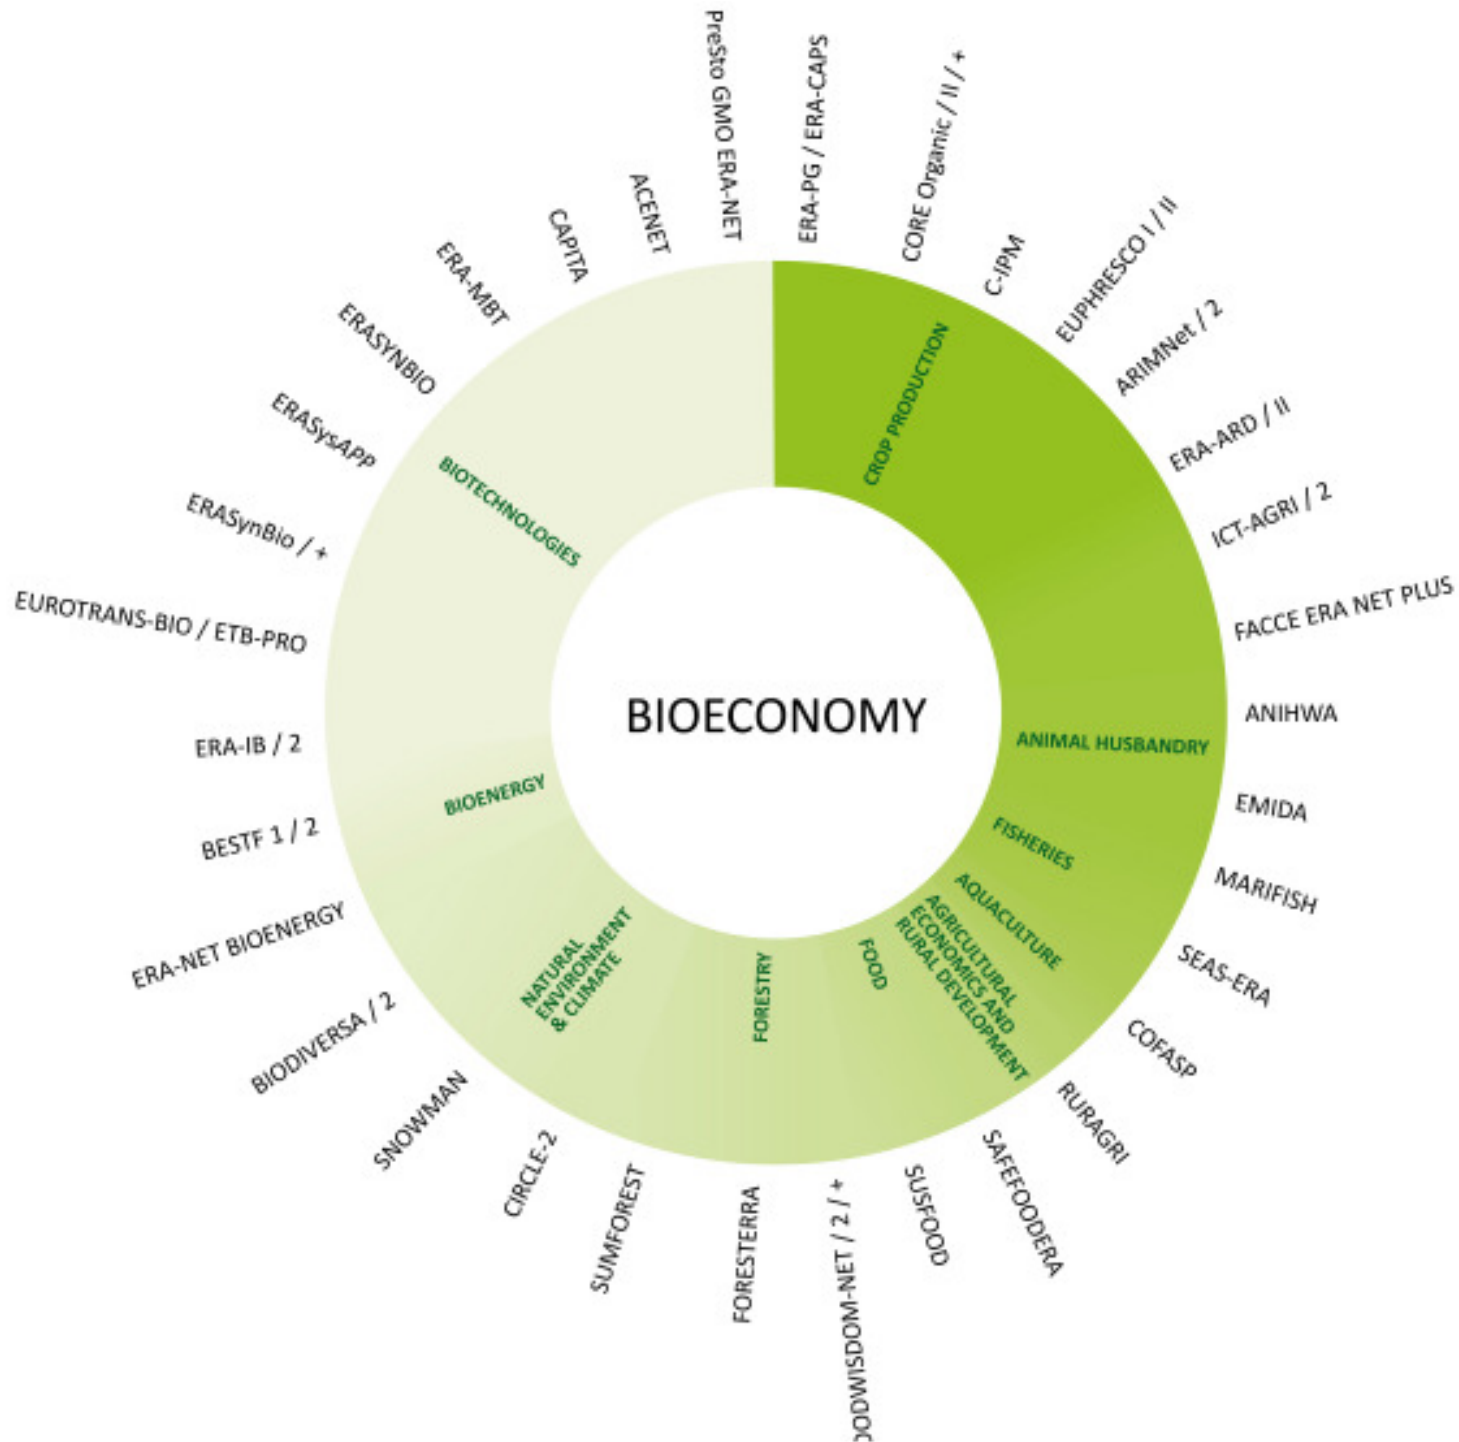 BIOECONOMY
CROP PRODUCTION
ANIMAL HUSBANDRY
FISHERIES
AQUACULTURE
AGRICULTURAL
ECONOMICS AND
RURAL DEVELOPMENT
FOOD
FORESTRY
NATURAL
ENVIRONMENT
& CLIMATE
BIOENERGY
BIOTECHNOLOGIES
ERA-PG / ERA-CAPS
CORE Organic / II / +
C-IPM
EUPHRESCO I / II
ARIMNet / 2
ERA-ARD / II
ICT-AGRI / 2
FACCE ERA NET PLUS
ANIHWA
EMIDA
MARIFISH
SEAS-ERA
COFASP
RURAGRI
SAFEFOODERA
SUSFOOD
OODWISDOM-NET / 2 / +
FORESTERRA
SUMFOREST
CIRCLE-2
SNOWMAN
BIODIVERSA / 2
ERA-NET BIOENERGY
BESTF 1 / 2
ERA-IB / 2
EUROTRANS-BIO / ETB-PRO
ERASynBio / +
ERASysAPP
ERASYNBIO
ERA-MBT
CAPITA
ACENET
PreSto GMO ERA-NET